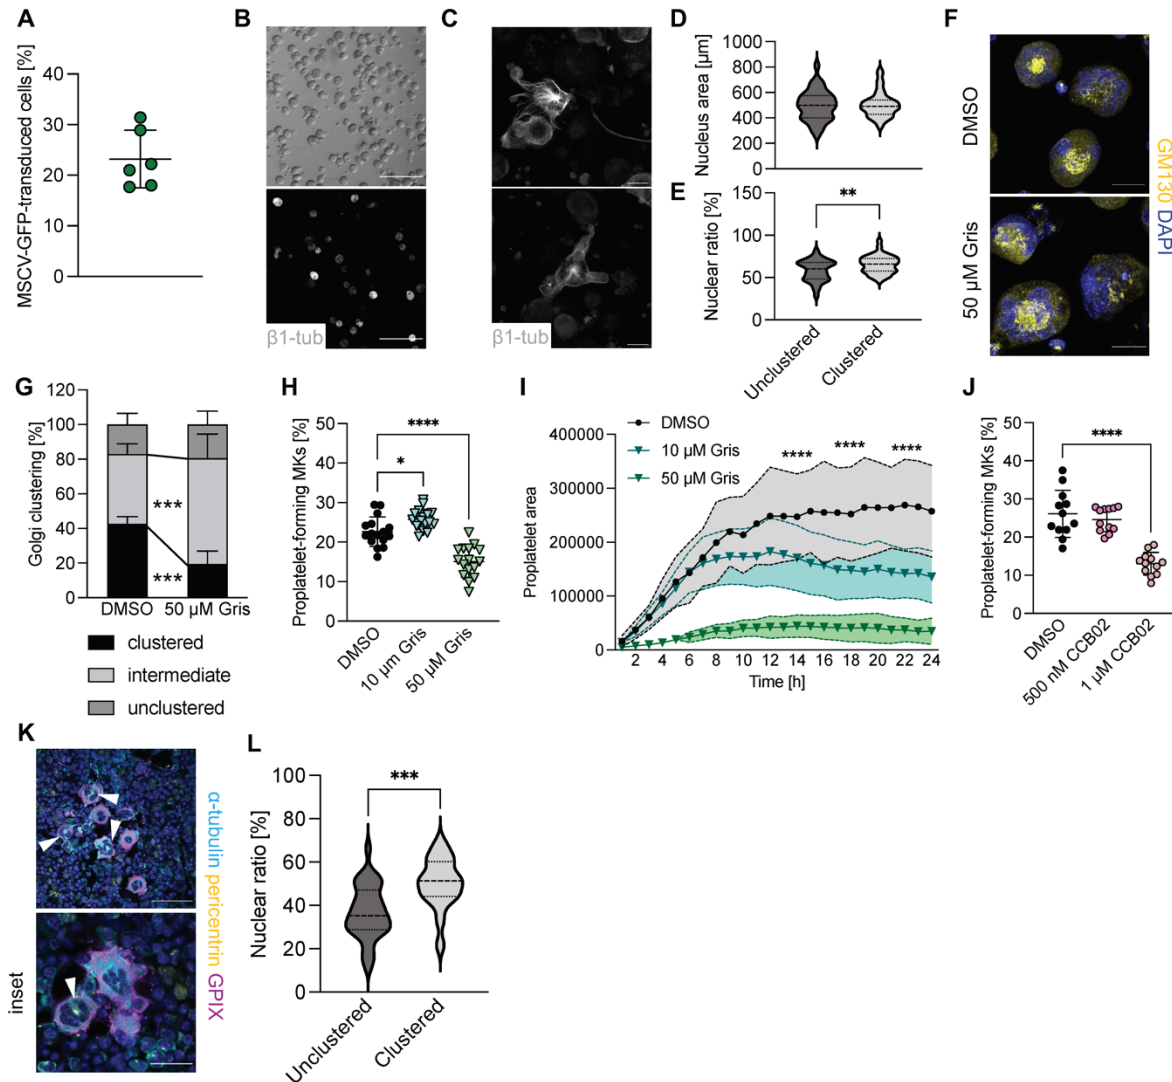 A
MSCV-GFP-transduced cells [%]
40
30
20
10
0
B
β1-tub
C
β1-tub
D
Nucleus area [µm]
1000
800
600
400
200
0
E
Nuclear ratio [%]
150
100
50
0
**
Unclustered
Clustered
F
DMSO
50 µM Gris
GM130 DAPI
G
Golgi clustering [%]
120
100
80
60
40
20
0
***
***
DMSO
50 µM Gris
clustered
intermediate
unclustered
H
Proplatelet-forming MKs [%]
50
40
30
20
10
0
****
*
DMSO
10 µm Gris
50 µM Gris
I
Proplatelet area
400000
300000
200000
100000
0
DMSO
10 µM Gris
50 µM Gris
**** **** ****
2 4 6 8 10 12 14 16 18 20 22 24
Time [h]
J
Proplatelet-forming MKs [%]
50
40
30
20
10
0
****
DMSO
500 nM CCB02
1 µM CCB02
K
inset
α-tubulin pericentrin GPIX
L
Nuclear ratio [%]
100
80
60
40
20
0
***
Unclustered
Clustered